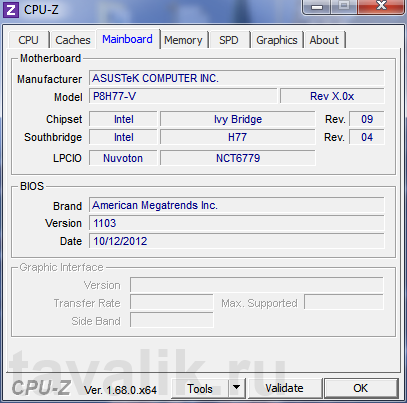 CPU-Z
CPU Caches Mainboard Memory SPD Graphics About
Motherboard
Manufacturer ASUSTeK COMPUTER INC.
Model P8H77-V Rev X.0x
Chipset Intel Ivy Bridge Rev. 09
Southbridge Intel H77 Rev. 04
LPCIO Nuvoton NCT6779
BIOS
Brand American Megatrends Inc.
Version 1103
Date 10/12/2012
Graphic Interface
Version
Transfer Rate Max. Supported
Side Band
tavalik.ru
CPU-Z Ver. 1.68.0.x64 Tools Validate OK